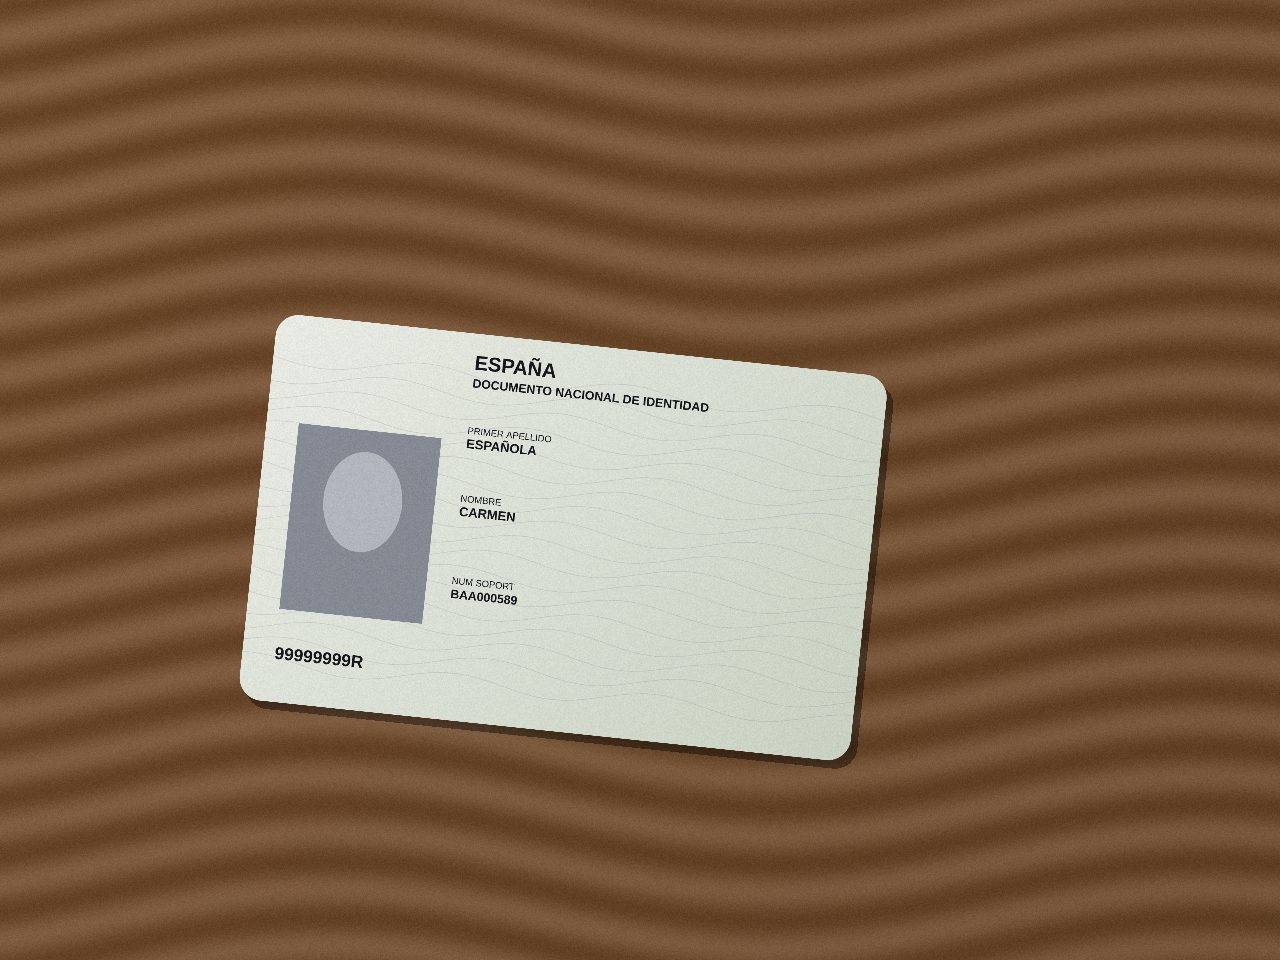 ESPAÑA
DOCUMENTO NACIONAL DE IDENTIDAD
PRIMER APELLIDO
ESPAÑOLA
NOMBRE
CARMEN
NUM SOPORT
BAA000589
99999999R